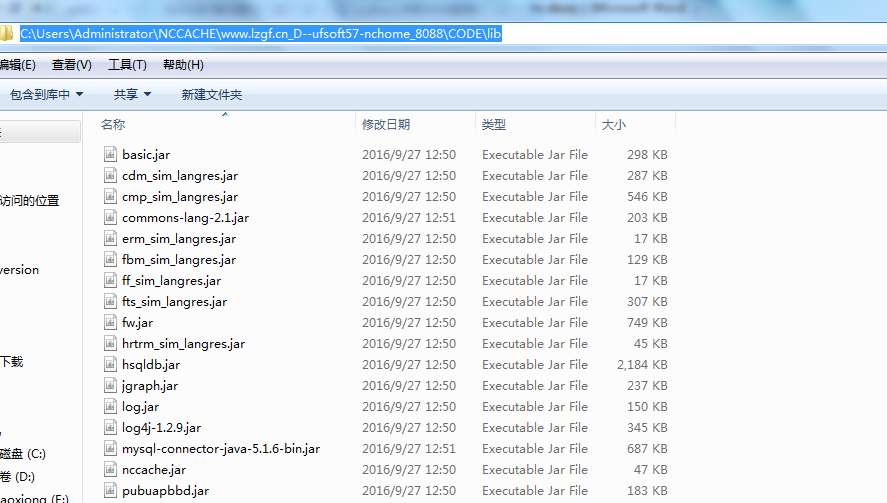 Microsoft Word
C:\Users\Administrator\NCCACHE\www.lzgf.cn_D--ufsoft57-nchome_8088\CODE\lib
编辑(E) 查看(V) 工具(T) 帮助(H)
包含到库中 共享 新建文件夹
名称 修改日期 类型 大小
basic.jar 2016/9/27 12:50 Executable Jar File 298 KB
cdm_sim_langres.jar 2016/9/27 12:50 Executable Jar File 287 KB
cmp_sim_langres.jar 2016/9/27 12:50 Executable Jar File 546 KB
访问的位置
commons-lang-2.1.jar 2016/9/27 12:51 Executable Jar File 203 KB
erm_sim_langres.jar 2016/9/27 12:50 Executable Jar File 17 KB
fbm_sim_langres.jar 2016/9/27 12:50 Executable Jar File 129 KB
version
ff_sim_langres.jar 2016/9/27 12:50 Executable Jar File 17 KB
fts_sim_langres.jar 2016/9/27 12:50 Executable Jar File 307 KB
fw.jar 2016/9/27 12:50 Executable Jar File 749 KB
hrtrm_sim_langres.jar 2016/9/27 12:50 Executable Jar File 45 KB
下载
hsqldb.jar 2016/9/27 12:50 Executable Jar File 2,184 KB
jgraph.jar 2016/9/27 12:50 Executable Jar File 237 KB
log.jar 2016/9/27 12:50 Executable Jar File 150 KB
log4j-1.2.9.jar 2016/9/27 12:50 Executable Jar File 345 KB
mysql-connector-java-5.1.6-bin.jar 2016/9/27 12:51 Executable Jar File 687 KB
磁盘 (C:)
nccache.jar 2016/9/27 12:50 Executable Jar File 47 KB
卷 (D:)
pubuapbbd.jar 2016/9/27 12:50 Executable Jar File 183 KB
aoxiong (E:)